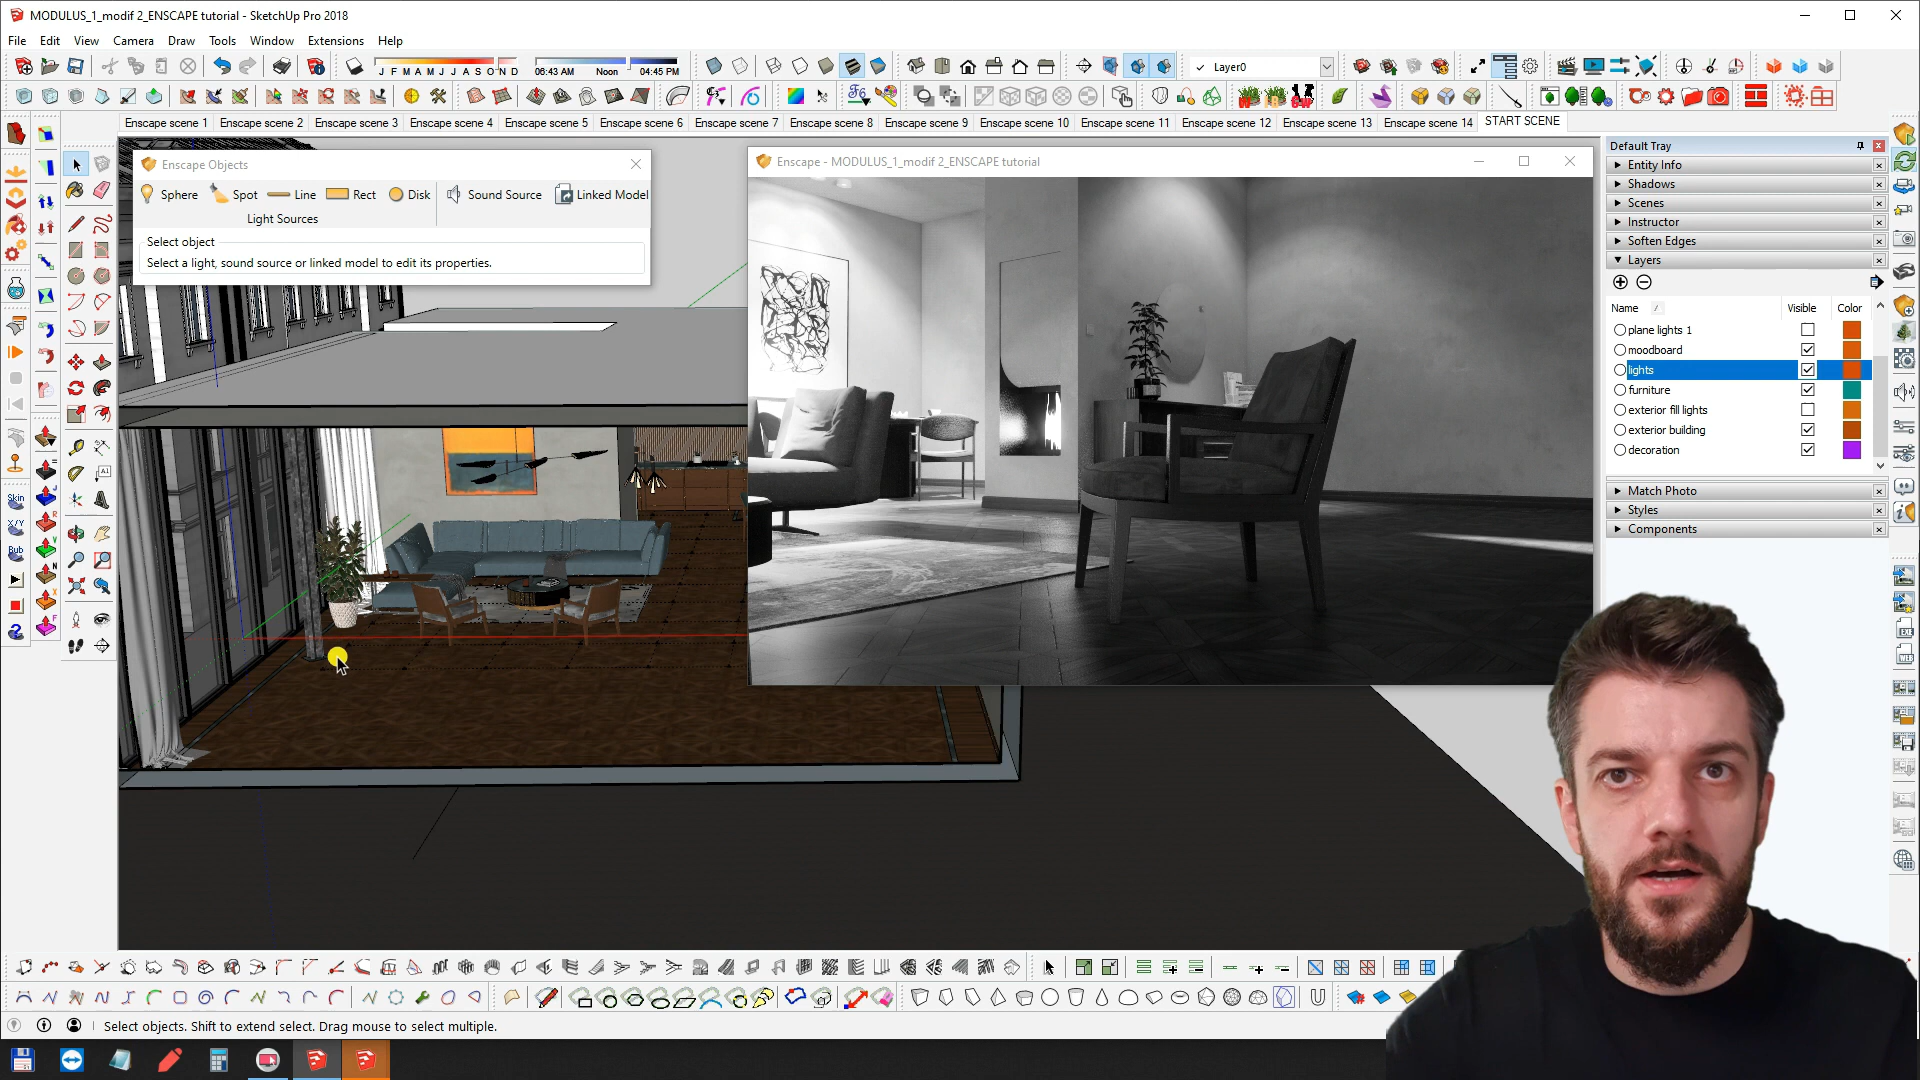 MODULUS_1_modif 2_ENSCAPE tutorial - SketchUp Pro 2018
File Edit View Camera Draw Tools Window Extensions Help
J F M A M J J A S O N D 06:43 AM Noon 04:45 PM Layer0
Enscape scene 1 Enscape scene 2 Enscape scene 3 Enscape scene 4 Enscape scene 5 Enscape scene 6 Enscape scene 7 Enscape scene 8 Enscape scene 9 Enscape scene 10 Enscape scene 11 Enscape scene 12 Enscape scene 13 Enscape scene 14 START SCENE
Enscape Objects
Sphere Spot Line Rect Disk Sound Source Linked Model
Light Sources
Select object
Select a light, sound source or linked model to edit its properties.
Enscape - MODULUS_1_modif 2_ENSCAPE tutorial
Default Tray
Entity Info
Shadows
Scenes
Instructor
Soften Edges
Layers
Name Visible Color
plane lights 1
moodboard
lights
furniture
exterior fill lights
exterior building
decoration
Match Photo
Styles
Components
Skin
X/Y
Bub
Select objects. Shift to extend select. Drag mouse to select multiple.